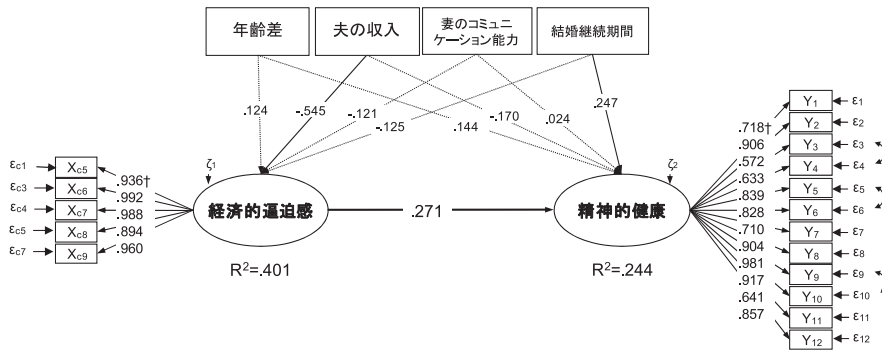 年齢差
夫の収入
妻のコミュニ
ケーション能力
結婚継続期間
.124
-.545
-.121
-.125
.144
-.170
.024
.247
ζ1
ζ2
εc1
Xc5
.936†
εc3
Xc6
.992
εc4
Xc7
.988
εc5
Xc8
.894
εc7
Xc9
.960
経済的逼迫感
R²=.401
.271
精神的健康
R²=.244
.718†
Y1
ε1
.906
Y2
ε2
.572
Y3
ε3
.633
Y4
ε4
.839
Y5
ε5
.828
Y6
ε6
.710
Y7
ε7
.904
Y8
ε8
.981
Y9
ε9
.917
Y10
ε10
.641
Y11
ε11
.857
Y12
ε12